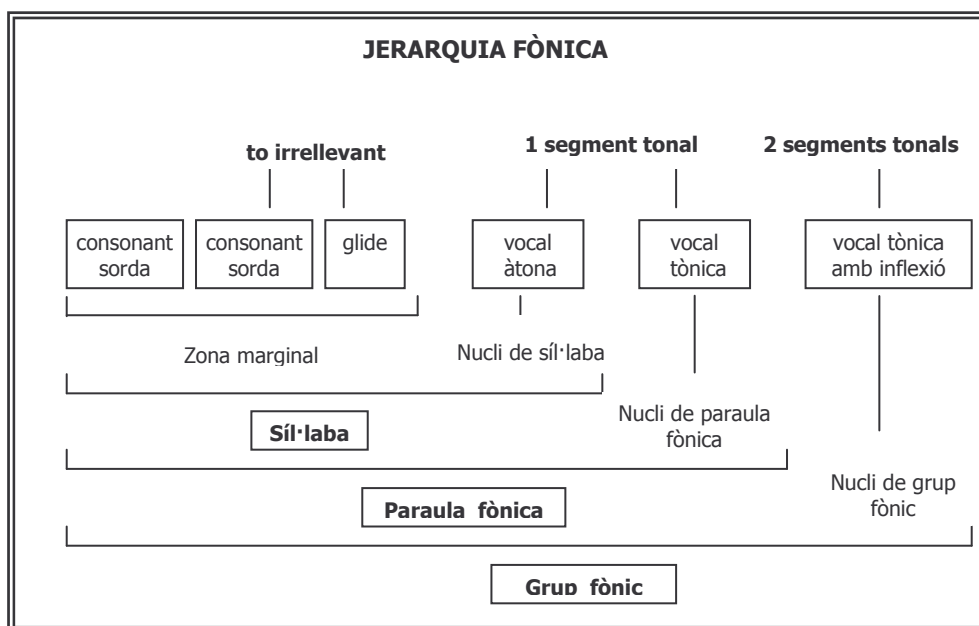 JERARQUIA FÒNICA
to irrellevant
1 segment tonal
2 segments tonals
consonant
sorda
consonant
sorda
glide
vocal
àtona
vocal
tònica
vocal tònica
amb inflexió
Zona marginal
Nucli de síl·laba
Síl·laba
Nucli de paraula
fònica
Paraula fònica
Nucli de grup
fònic
Grup fònic